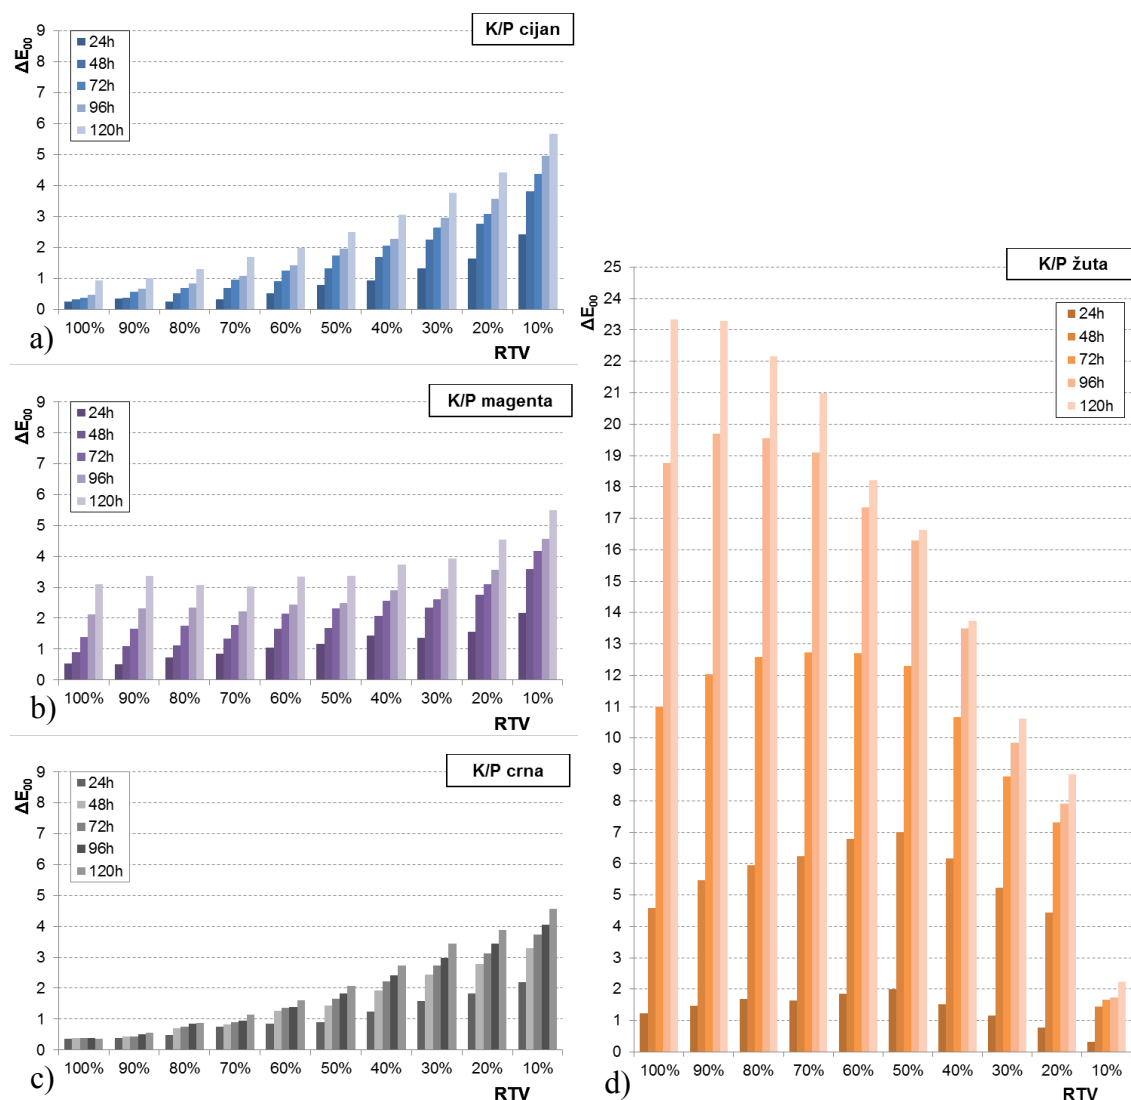 K/P cijan
ΔE00
9
8
7
6
5
4
3
2
1
0
24h
48h
72h
96h
120h
100% 90% 80% 70% 60% 50% 40% 30% 20% 10%
RTV
a)
K/P magenta
ΔE00
9
8
7
6
5
4
3
2
1
0
24h
48h
72h
96h
120h
100% 90% 80% 70% 60% 50% 40% 30% 20% 10%
RTV
b)
K/P crna
ΔE00
9
8
7
6
5
4
3
2
1
0
24h
48h
72h
96h
120h
100% 90% 80% 70% 60% 50% 40% 30% 20% 10%
RTV
c)
K/P žuta
ΔE00
25
24
23
22
21
20
19
18
17
16
15
14
13
12
11
10
9
8
7
6
5
4
3
2
1
0
24h
48h
72h
96h
120h
100% 90% 80% 70% 60% 50% 40% 30% 20% 10%
RTV
d)